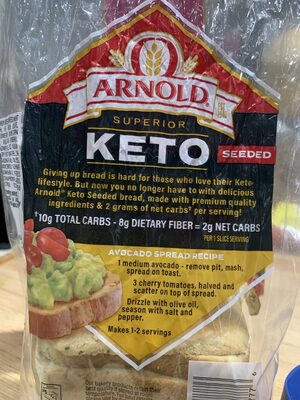 ARNOLD®
SUPERIOR
KETO
SEEDED
Giving up bread is hard for those who love their Keto
lifestyle. But now you no longer have to with delicious
Arnold® Keto Seeded bread, made with premium quality
ingredients & 2 grams of net carbs† per serving!
†10g TOTAL CARBS - 8g DIETARY FIBER = 2g NET CARBS
PER 1 SLICE SERVING
AVOCADO SPREAD RECIPE
1 medium avocado - remove pit, mash,
spread on toast.
3 cherry tomatoes, halved and
scatter on top of spread.
Drizzle with olive oil,
season with salt and
pepper.
Makes 1-2 servings
Our bakery products